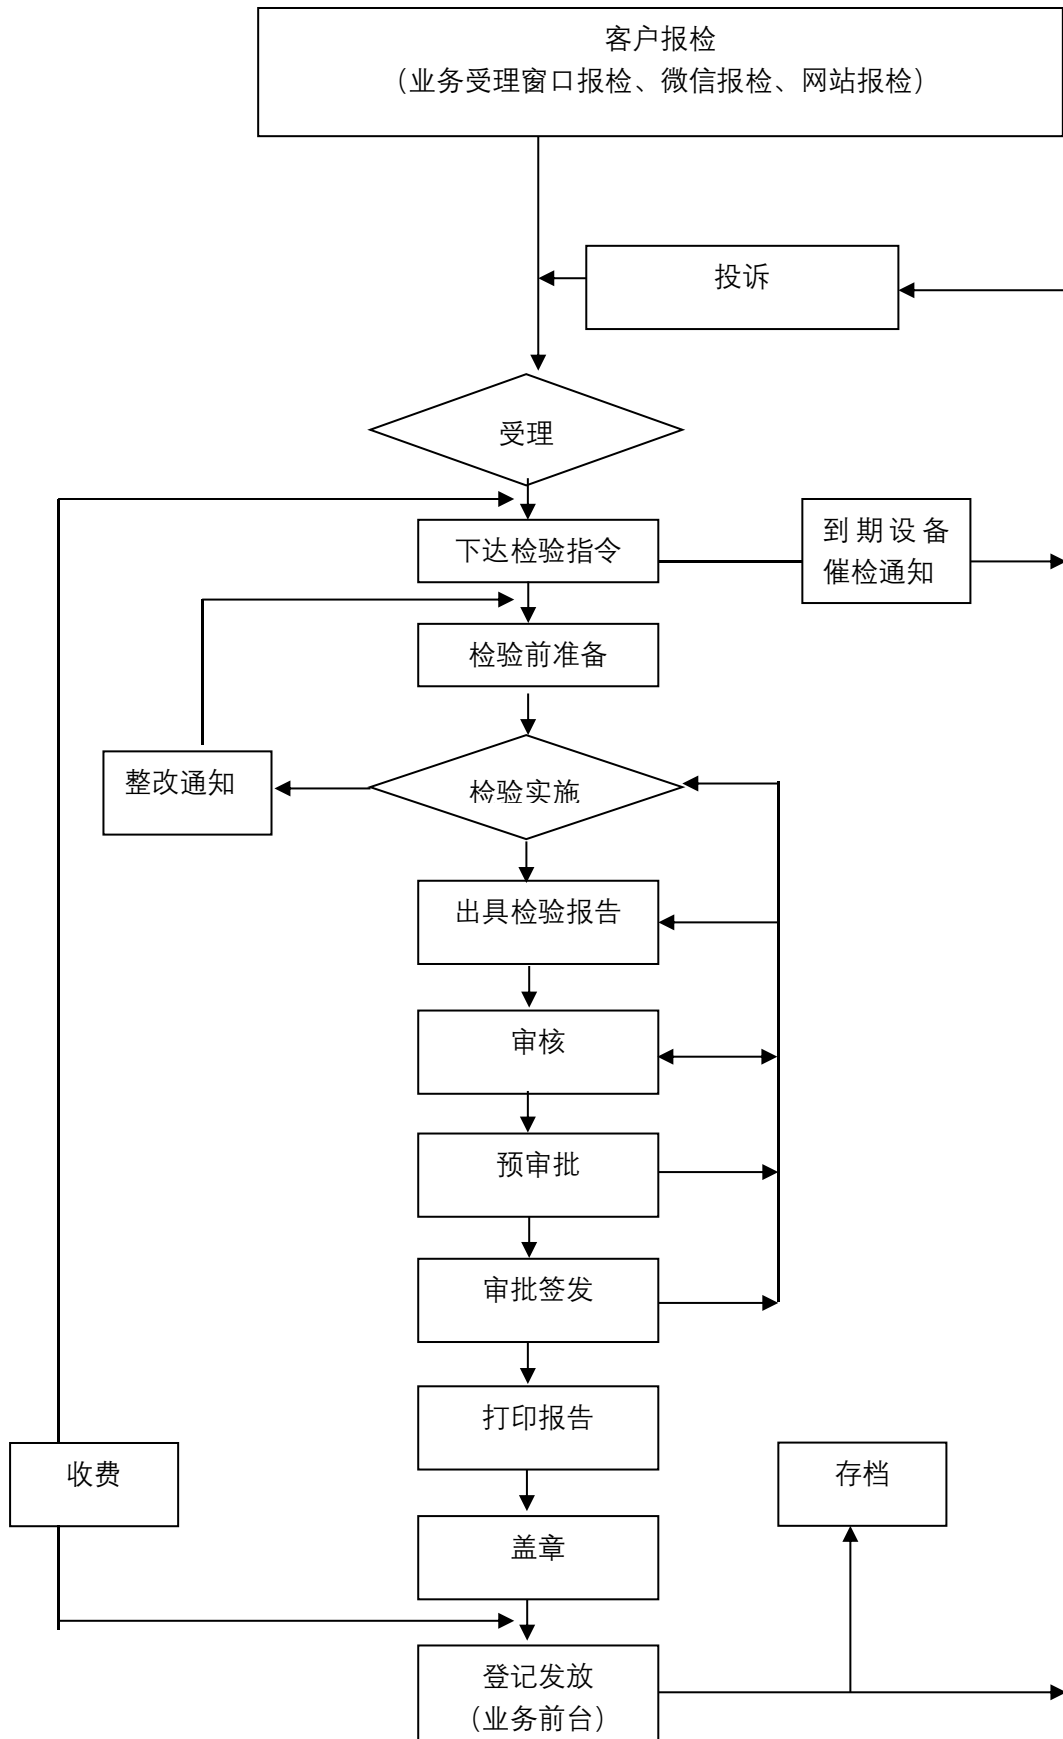 客户报检
（业务受理窗口报检、微信报检、网站报检）
投诉
受理
下达检验指令
到期设备
催检通知
检验前准备
整改通知
检验实施
出具检验报告
审核
预审批
审批签发
打印报告
收费
存档
盖章
登记发放
（业务前台）